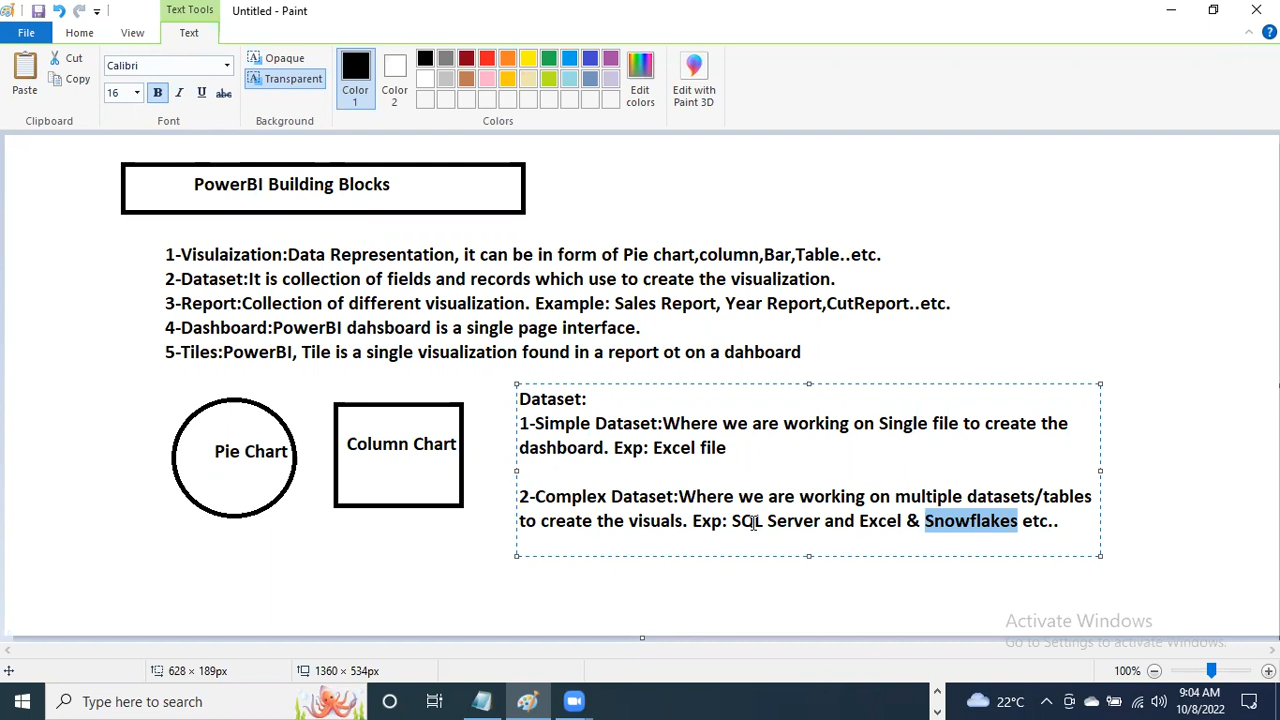 Text Tools
Untitled - Paint
File
Home
View
Text
Paste
Cut
Copy
Clipboard
Calibri
16
B
I
U
abc
Font
Opaque
Transparent
Background
Color 1
Color 2
Edit colors
Colors
Edit with Paint 3D
PowerBI Building Blocks
1-Visulaization:Data Representation, it can be in form of Pie chart,column,Bar,Table..etc.
2-Dataset:It is collection of fields and records which use to create the visualization.
3-Report:Collection of different visualization. Example: Sales Report, Year Report,CutReport..etc.
4-Dashboard:PowerBI dahsboard is a single page interface.
5-Tiles:PowerBI, Tile is a single visualization found in a report ot on a dahboard
Pie Chart
Column Chart
Dataset:
1-Simple Dataset:Where we are working on Single file to create the
dashboard. Exp: Excel file
2-Complex Dataset:Where we are working on multiple datasets/tables
to create the visuals. Exp: SQL Server and Excel & Snowflakes etc..
Activate Windows
Go to Settings to activate Windows.
628 × 189px
1360 × 534px
100%
Type here to search
22°C
9:04 AM
10/8/2022